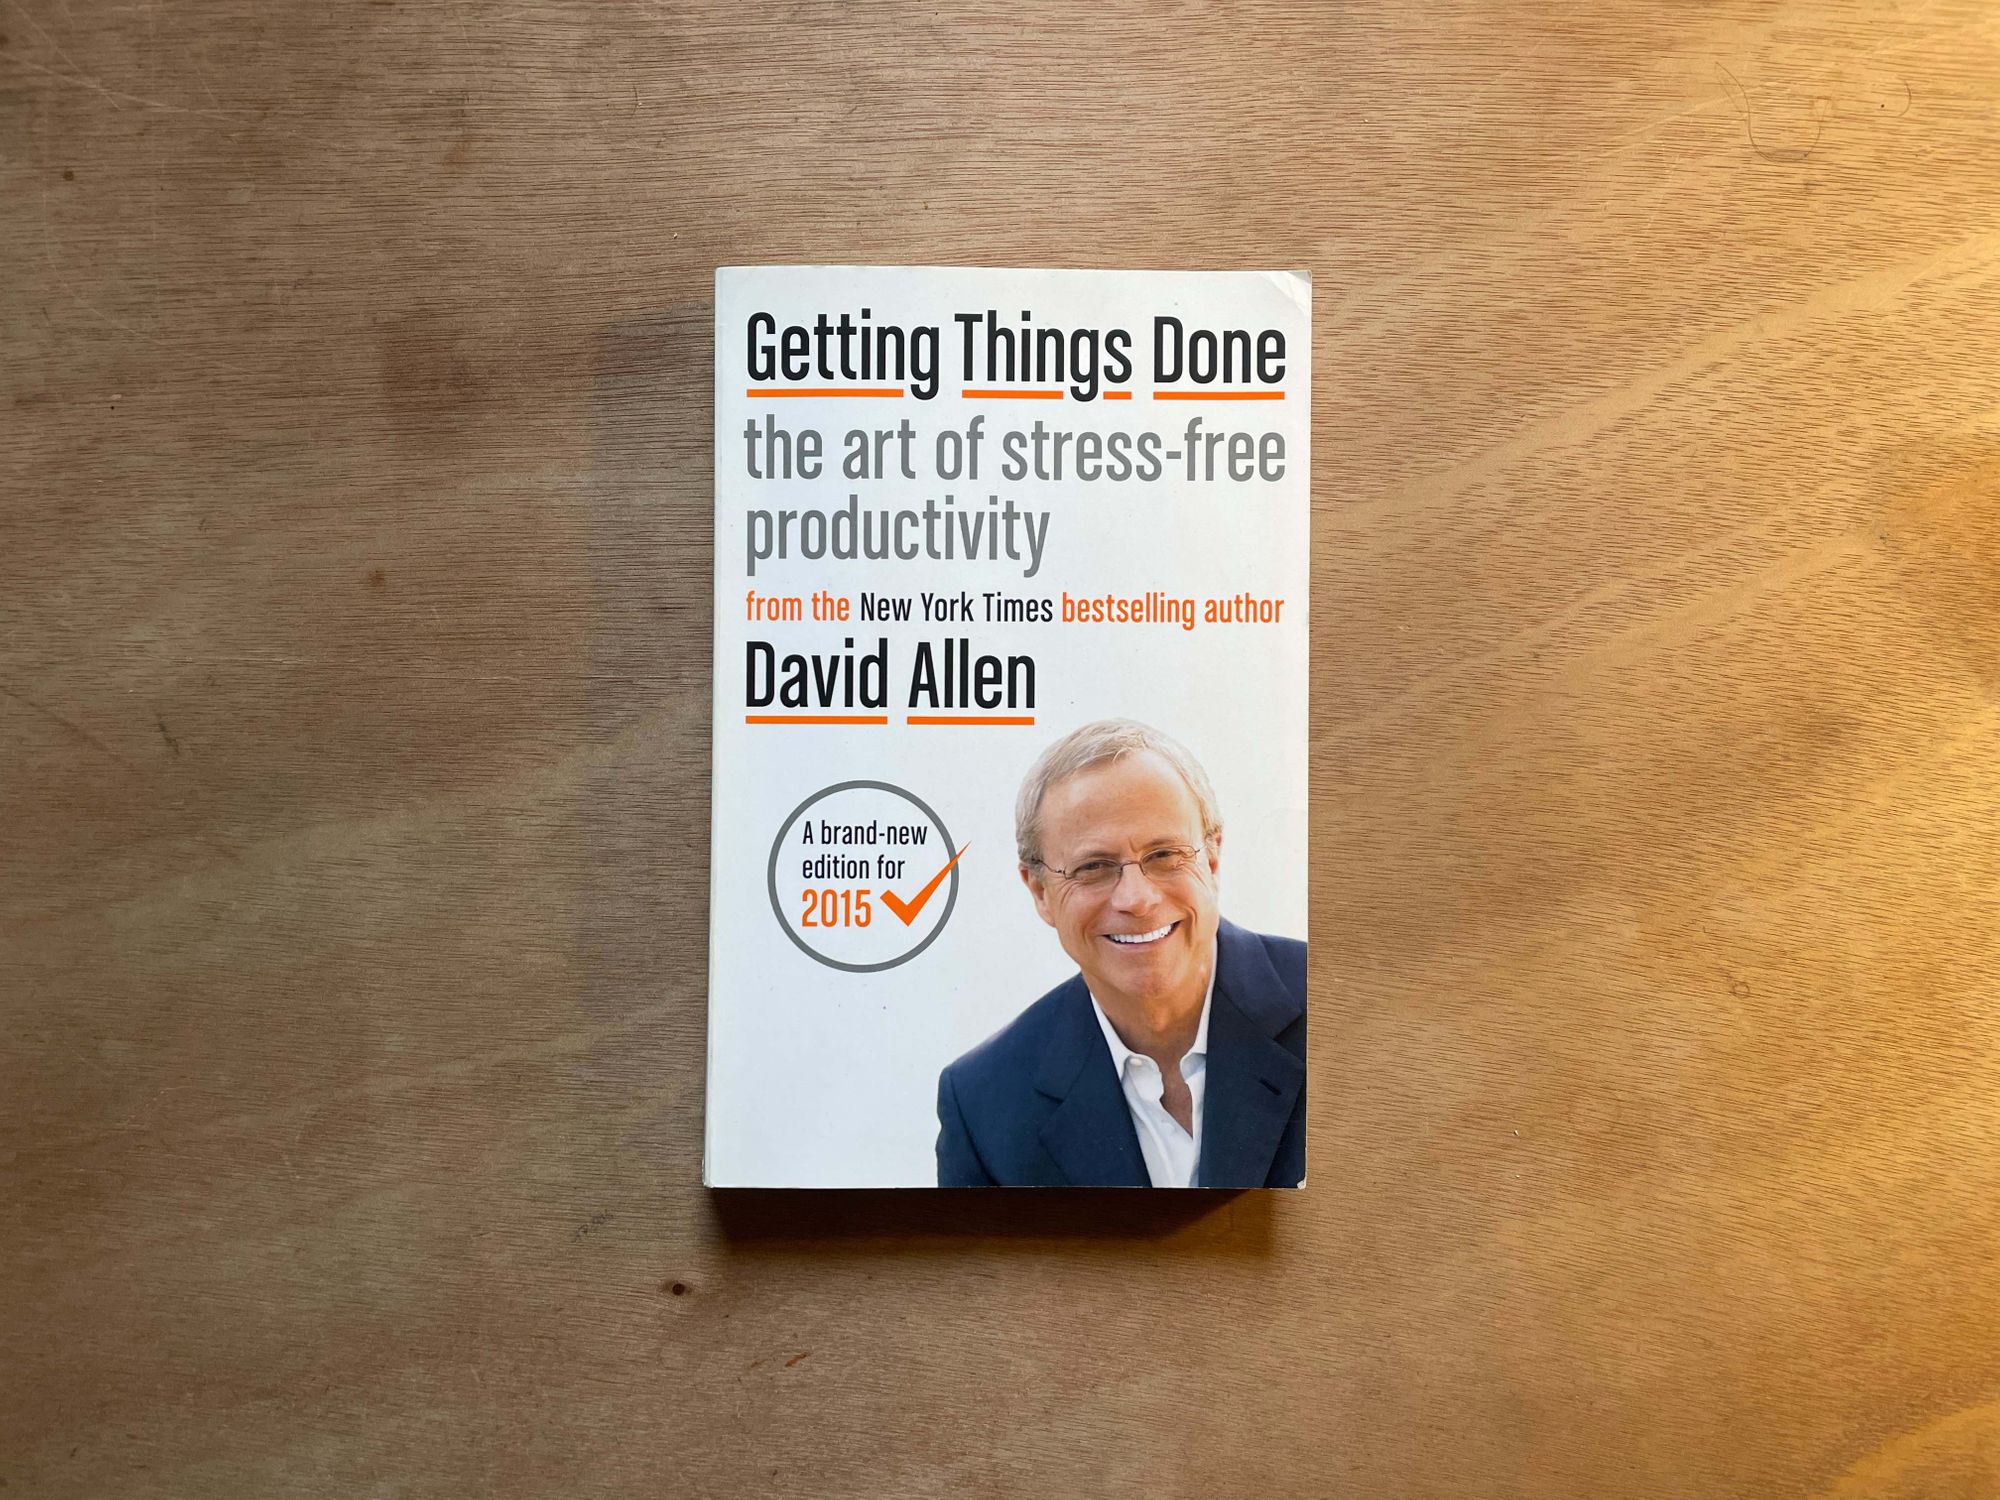 Getting Things Done
the art of stress-free
productivity
from the New York Times bestselling author
David Allen
A brand-new
edition for
2015